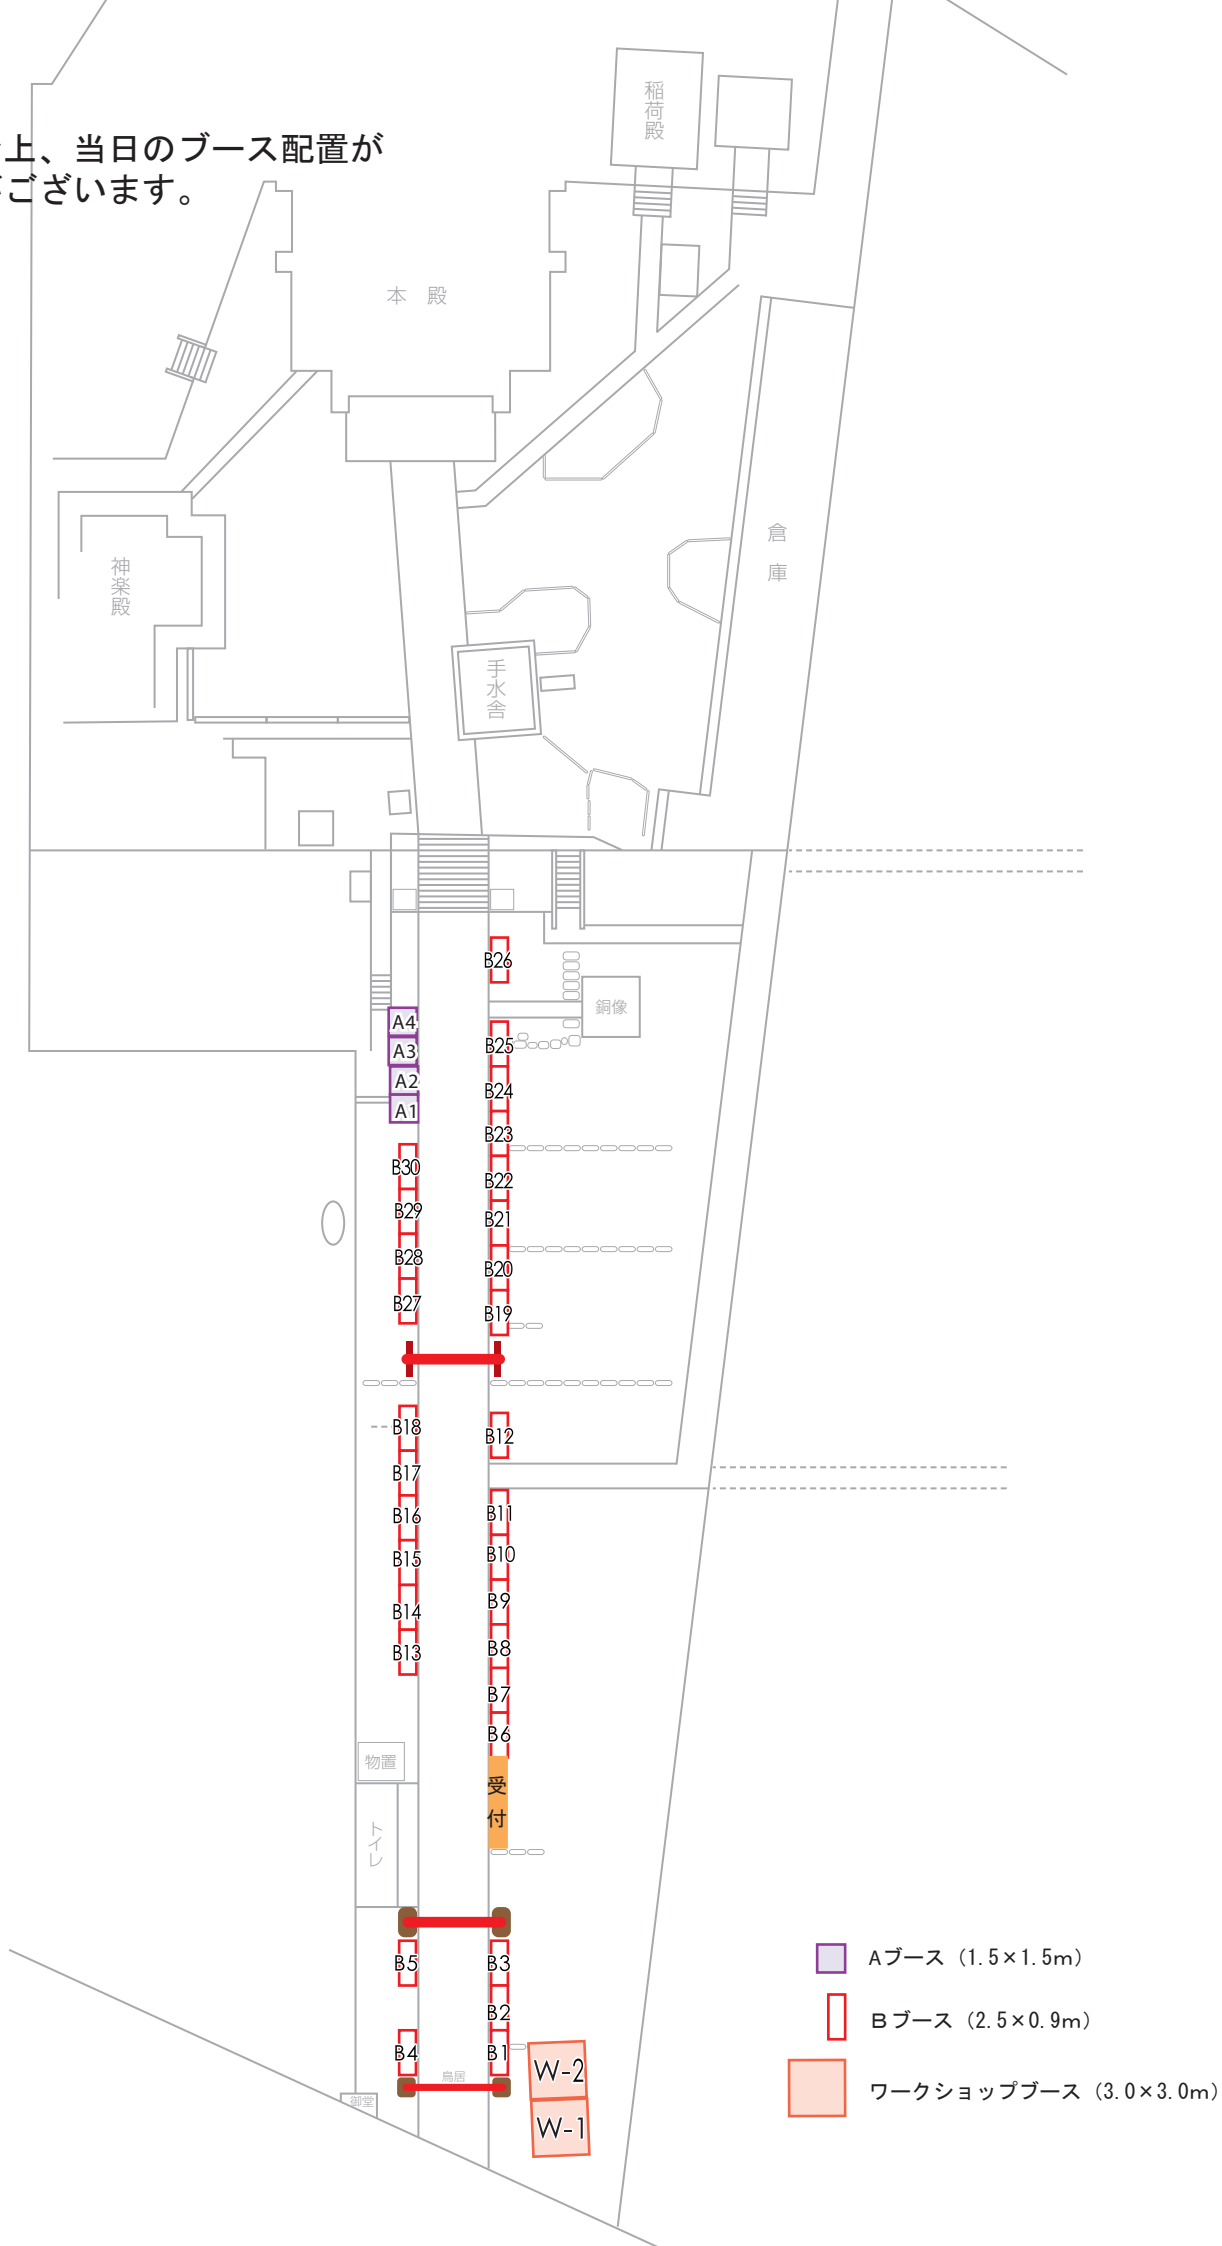 上、当日のブース配置が
ございます。
稲荷殿
本　殿
倉庫
神楽殿
手水舎
B26
銅像
A4
A3
A2
A1
B25
B24
B23
B22
B21
B20
B19
B30
B29
B28
B27
B18
B17
B16
B15
B14
B13
B12
B11
B10
B9
B8
B7
B6
受付
物置
トイレ
B5
B3
B2
B4
B1
鳥居
御堂
W-2
W-1
Aブース（1.5×1.5m）
Bブース（2.5×0.9m）
ワークショップブース（3.0×3.0m）